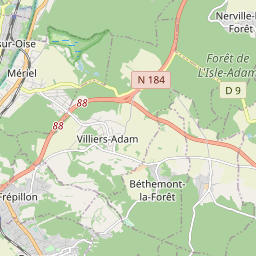 Nerville-l
Forêt
sur-Oise
Forêt de
L'Isle-Adam
Mériel
N 184
D 9
88
88
Villiers-Adam
Béthemont-
la-Forêt
Frépillon